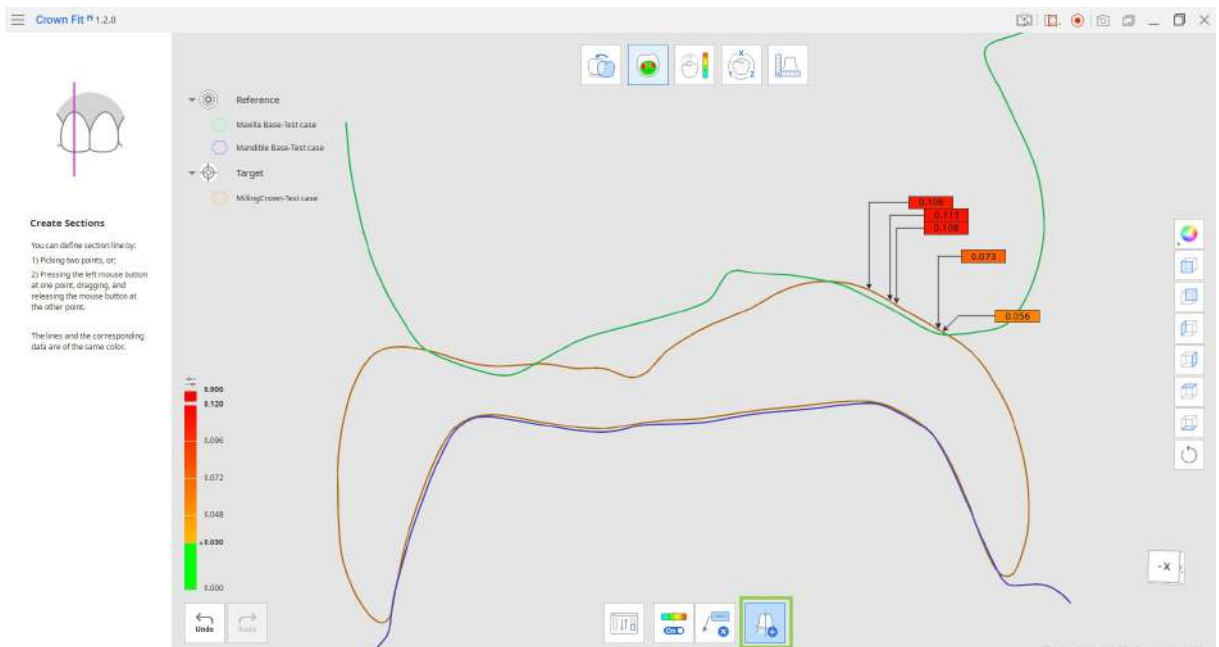 Crown Fit 1.2.0
Create Sections
You can define section line by:
1) Picking two points, or;
2) Pressing the left mouse button
at one point, dragging, and
releasing the mouse button at
the other point.
The lines and the corresponding
data are of the same color.
Reference
Maxilla Base-Test case
Mandible Base-Test case
Target
MillingCrown-Test case
0.106
0.111
0.108
0.073
0.056
0.900
0.120
0.096
0.072
0.048
0.030
0.000
Undo
Redo
On
X
Y
Z
-X